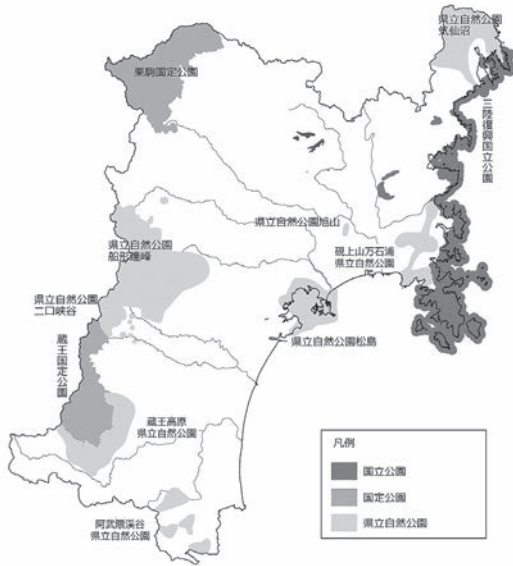 県立自然公園
気仙沼
栗駒国定公園
三陸復興国立公園
県立自然公園旭山
県立自然公園
船形連峰
硯上山万石浦
県立自然公園
県立自然公園
二口峡谷
県立自然公園松島
蔵王国定公園
蔵王高原
県立自然公園
阿武隈渓谷
県立自然公園
凡例
国立公園
国定公園
県立自然公園